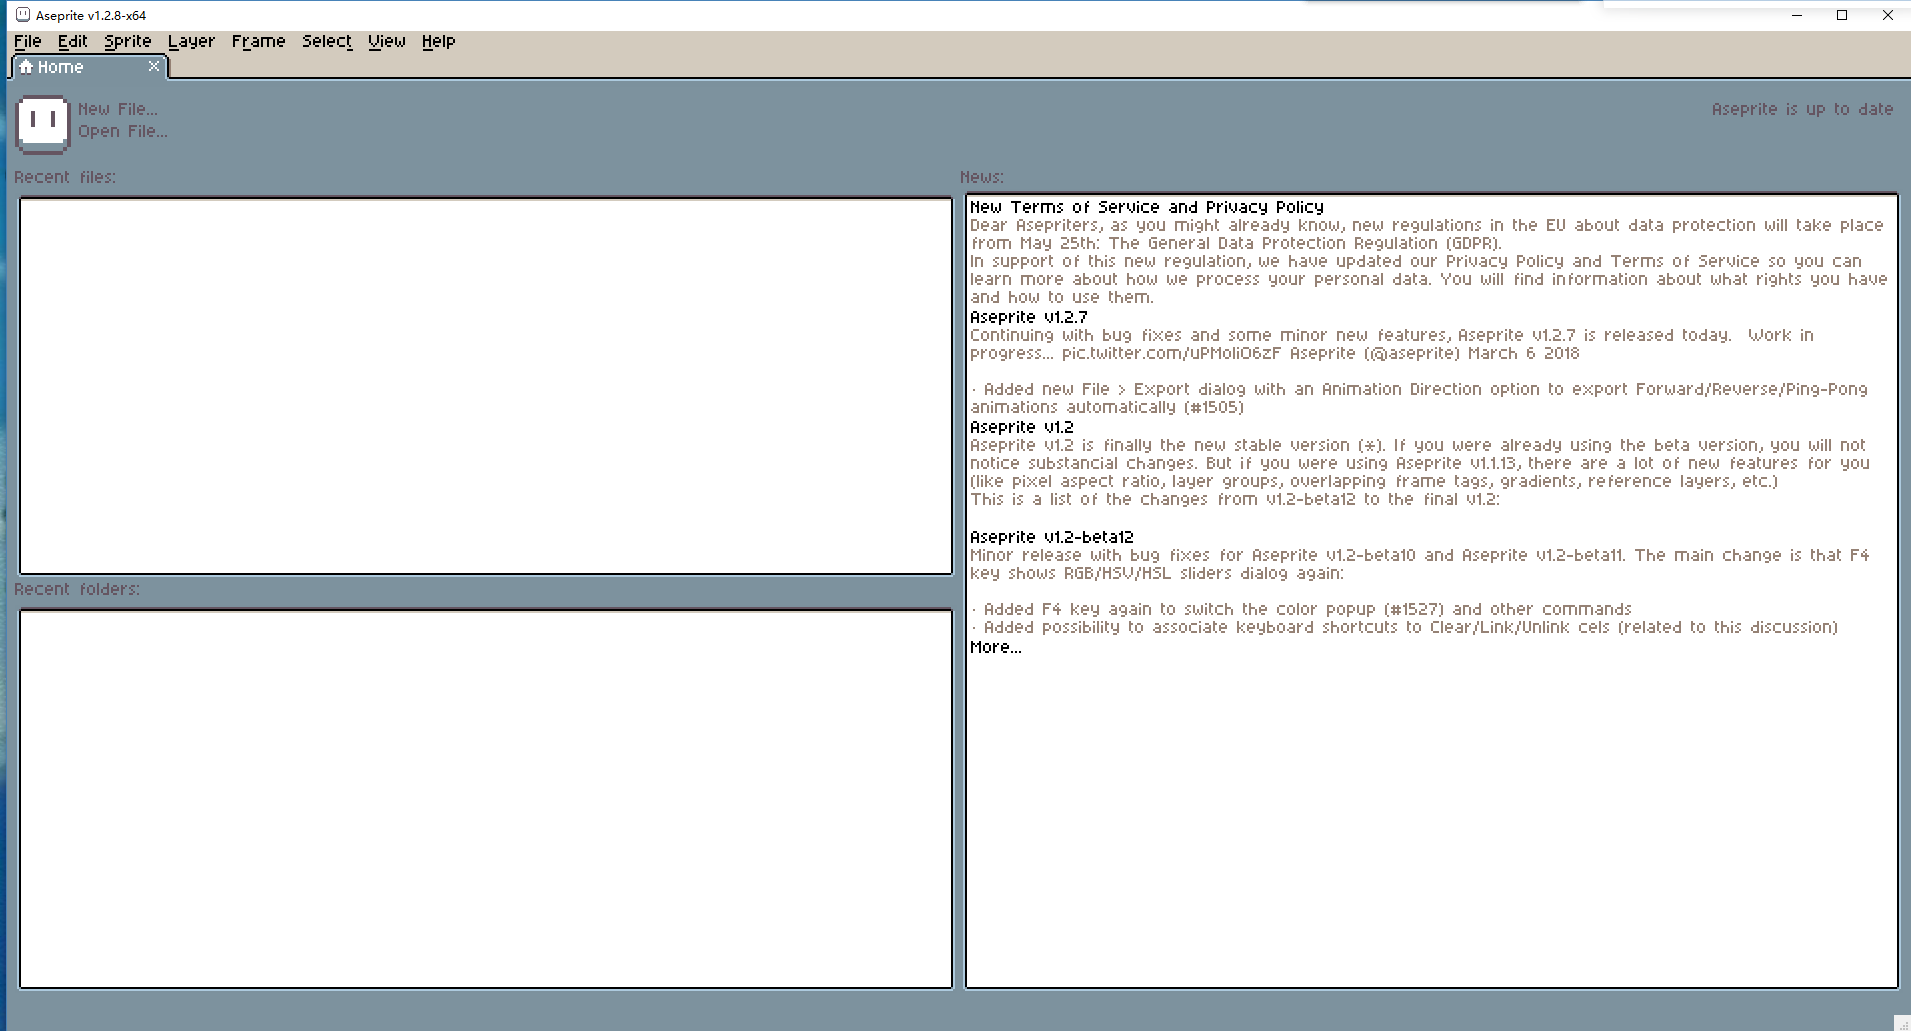 Aseprite v1.2.8-x64
File Edit Sprite Layer Frame Select View Help
Home
New File...
Open File...
Aseprite is up to date
Recent files:
Recent folders:
News:
New Terms of Service and Privacy Policy
Dear Asepriters, as you might already know, new regulations in the EU about data protection will take place
from May 25th: The General Data Protection Regulation (GDPR).
In support of this new regulation, we have updated our Privacy Policy and Terms of Service so you can
learn more about how we process your personal data. You will find information about what rights you have
and how to use them.
Aseprite v1.2.7
Continuing with bug fixes and some minor new features, Aseprite v1.2.7 is released today.  Work in
progress... pic.twitter.com/uPMoliO6zF Aseprite (@aseprite) March 6 2018
· Added new File > Export dialog with an Animation Direction option to export Forward/Reverse/Ping-Pong
animations automatically (#1505)
Aseprite v1.2
Aseprite v1.2 is finally the new stable version (*). If you were already using the beta version, you will not
notice substancial changes. But if you were using Aseprite v1.1.13, there are a lot of new features for you
(like pixel aspect ratio, layer groups, overlapping frame tags, gradients, reference layers, etc.)
This is a list of the changes from v1.2-beta12 to the final v1.2:
Aseprite v1.2-beta12
Minor release with bug fixes for Aseprite v1.2-beta10 and Aseprite v1.2-beta11. The main change is that F4
key shows RGB/HSV/HSL sliders dialog again:
· Added F4 key again to switch the color popup (#1527) and other commands
· Added possibility to associate keyboard shortcuts to Clear/Link/Unlink cels (related to this discussion)
More...